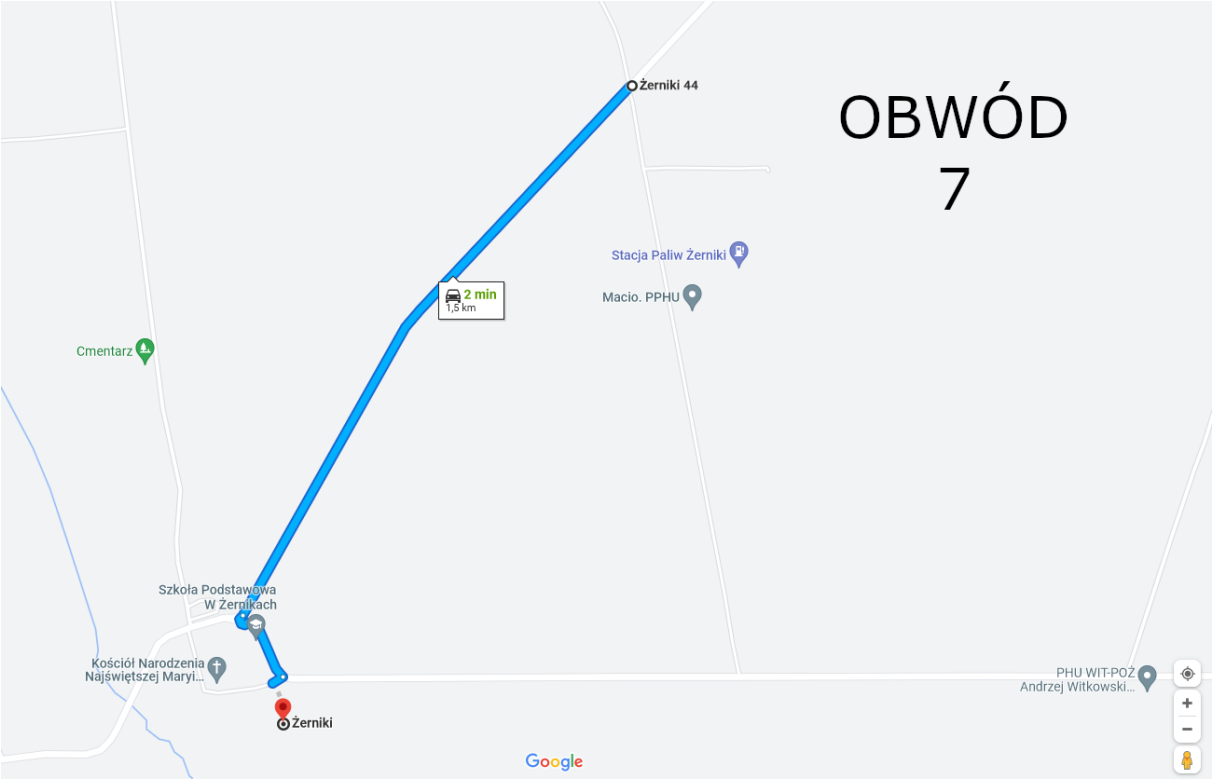 Żerniki 44
OBWÓD
7
Stacja Paliw Żerniki
2 min
1,5 km
Macio. PPHU
Cmentarz
Szkoła Podstawowa
W Żernikach
Kościół Narodzenia
Najświętszej Maryi...
PHU WIT-POŻ
Andrzej Witkowski...
Żerniki
Google